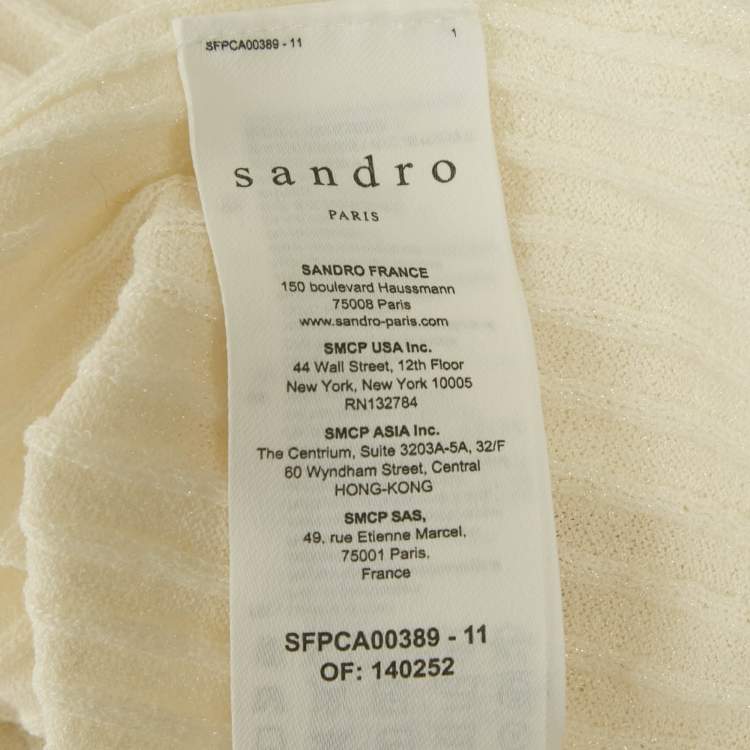 SFPCA00389 - 11 1
sandro
PARIS
SANDRO FRANCE
150 boulevard Haussmann
75008 Paris
www.sandro-paris.com
SMCP USA Inc.
44 Wall Street, 12th Floor
New York, New York 10005
RN132784
SMCP ASIA Inc.
The Centrium, Suite 3203A-5A, 32/F
60 Wyndham Street, Central
HONG-KONG
SMCP SAS,
49, rue Etienne Marcel,
75001 Paris.
France
SFPCA00389 - 11
OF: 140252